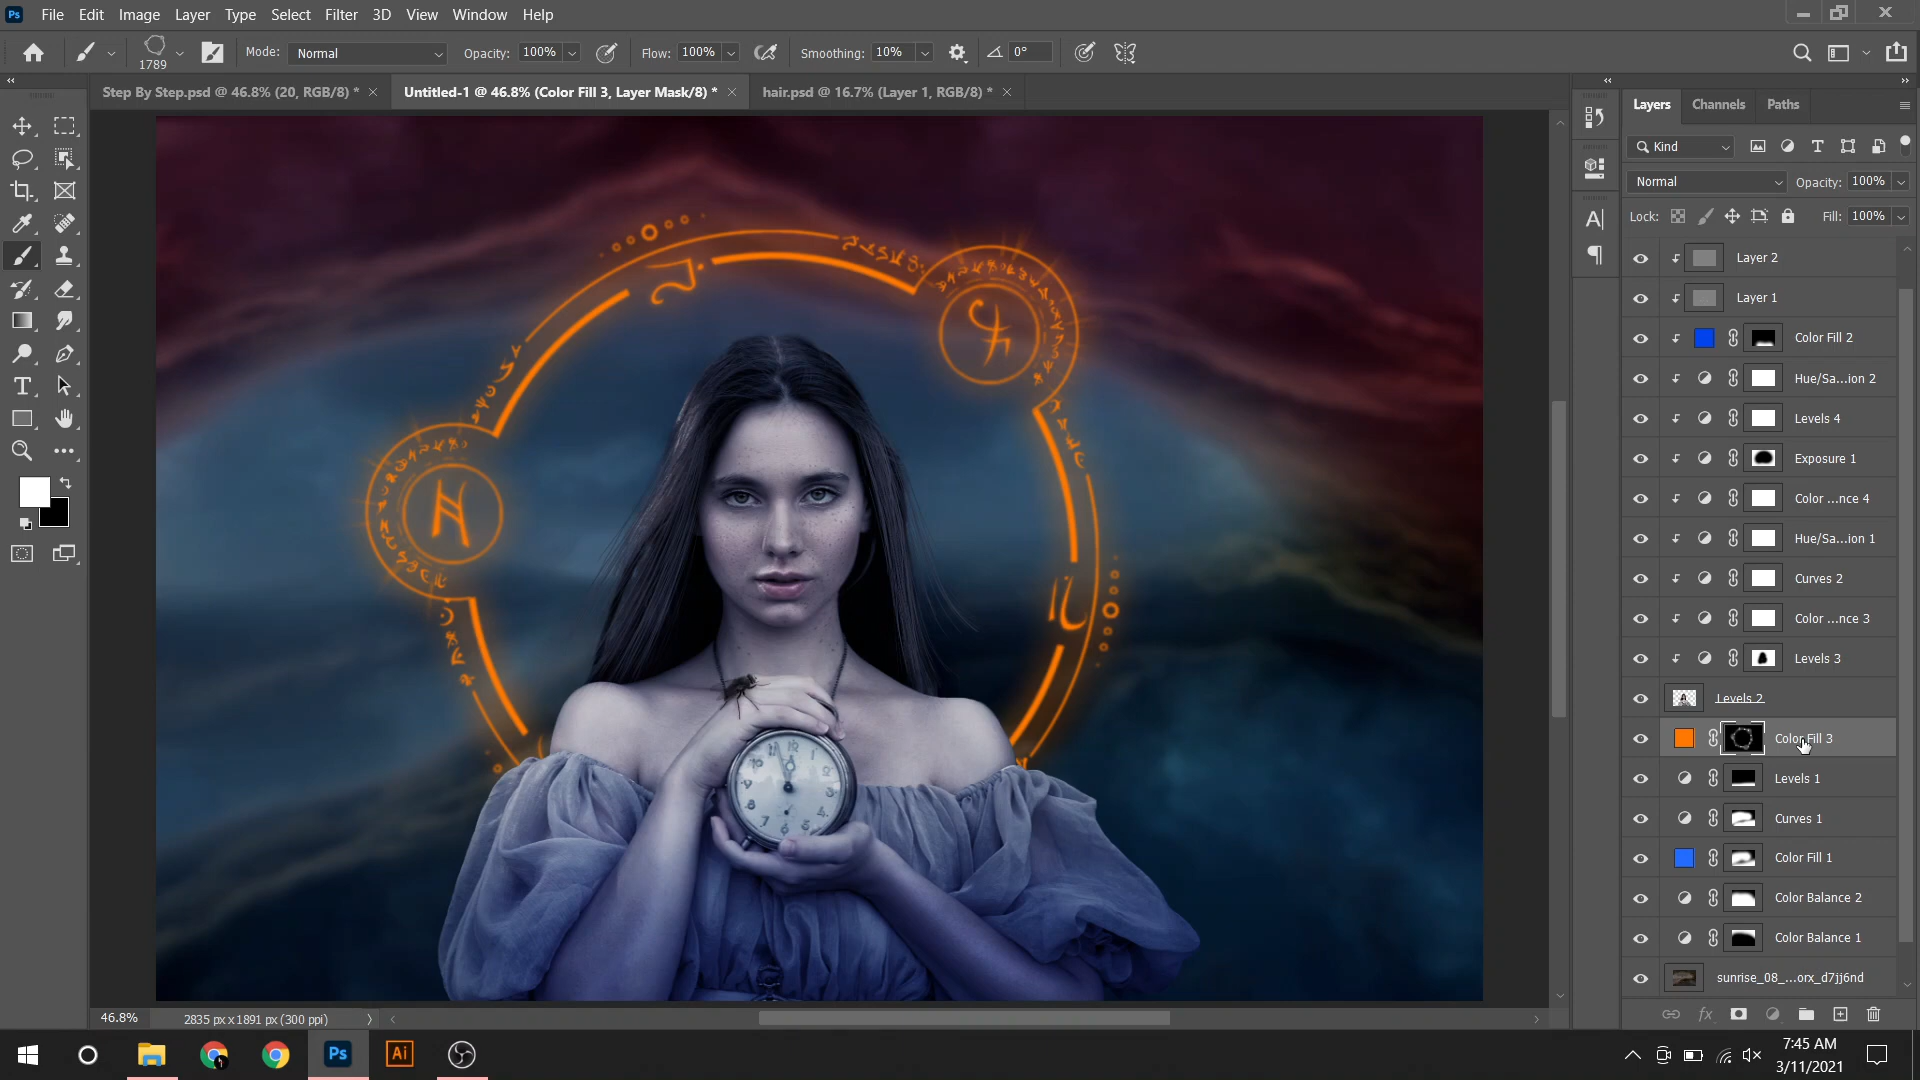 Ps File Edit Image Layer Type Select Filter 3D View Window Help
1789 Mode: Normal Opacity: 100% Flow: 100% Smoothing: 10% 0°
Step By Step.psd @ 46.8% (20, RGB/8) * Untitled-1 @ 46.8% (Color Fill 3, Layer Mask/8) * hair.psd @ 16.7% (Layer 1, RGB/8) *
Layers Channels Paths
Kind
Normal Opacity: 100%
Lock: Fill: 100%
Layer 2
Layer 1
Color Fill 2
Hue/Sa...ion 2
Levels 4
Exposure 1
Color ...nce 4
Hue/Sa...ion 1
Curves 2
Color ...nce 3
Levels 3
Levels 2
Color Fill 3
Levels 1
Curves 1
Color Fill 1
Color Balance 2
Color Balance 1
sunrise_08_...orx_d7jj6nd
46.8% 2835 px x 1891 px (300 ppi)
Ps Ai
7:45 AM
3/11/2021